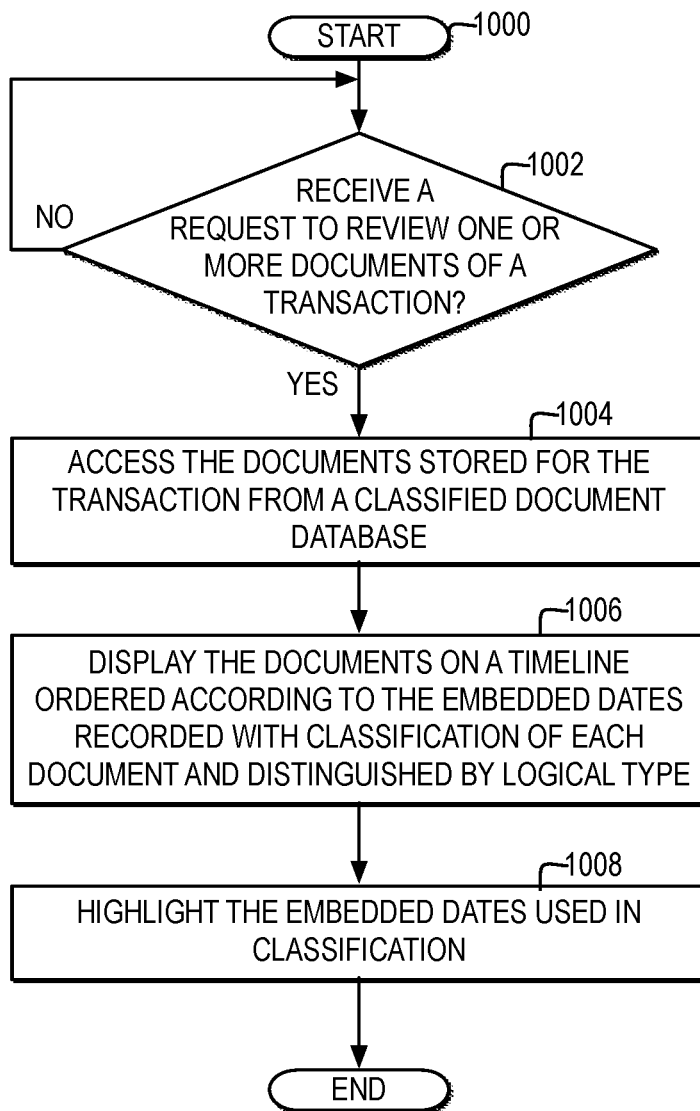 START
1000
1002
RECEIVE A
REQUEST TO REVIEW ONE OR
MORE DOCUMENTS OF A
TRANSACTION?
NO
YES
1004
ACCESS THE DOCUMENTS STORED FOR THE
TRANSACTION FROM A CLASSIFIED DOCUMENT
DATABASE
1006
DISPLAY THE DOCUMENTS ON A TIMELINE
ORDERED ACCORDING TO THE EMBEDDED DATES
RECORDED WITH CLASSIFICATION OF EACH
DOCUMENT AND DISTINGUISHED BY LOGICAL TYPE
1008
HIGHLIGHT THE EMBEDDED DATES USED IN
CLASSIFICATION
END